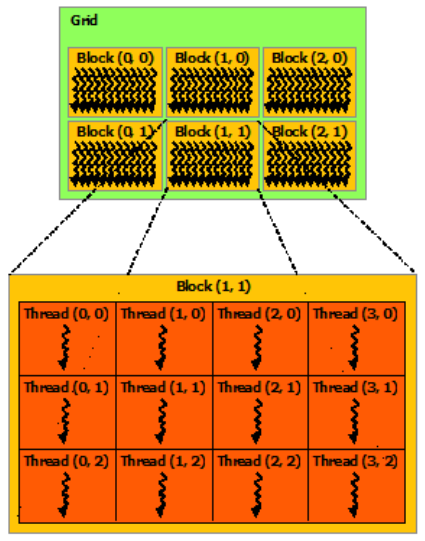 Grid
Block (0, 0) Block (1, 0) Block (2, 0)
Block (0, 1) Block (1, 1) Block (2, 1)
Block (1, 1)
Thread (0, 0) Thread (1, 0) Thread (2, 0) Thread (3, 0)
Thread (0, 1) Thread (1, 1) Thread (2, 1) Thread (3, 1)
Thread (0, 2) Thread (1, 2) Thread (2, 2) Thread (3, 2)